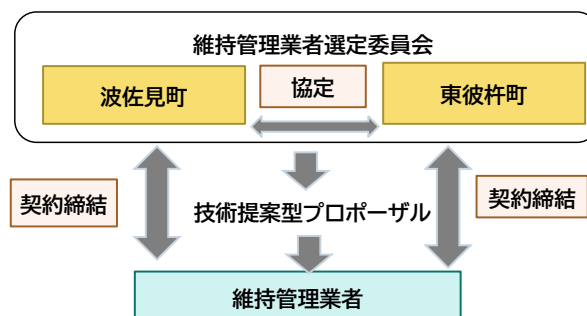 維持管理業者選定委員会
波佐見町
協定
東彼杵町
契約締結
技術提案型プロポーザル
契約締結
維持管理業者